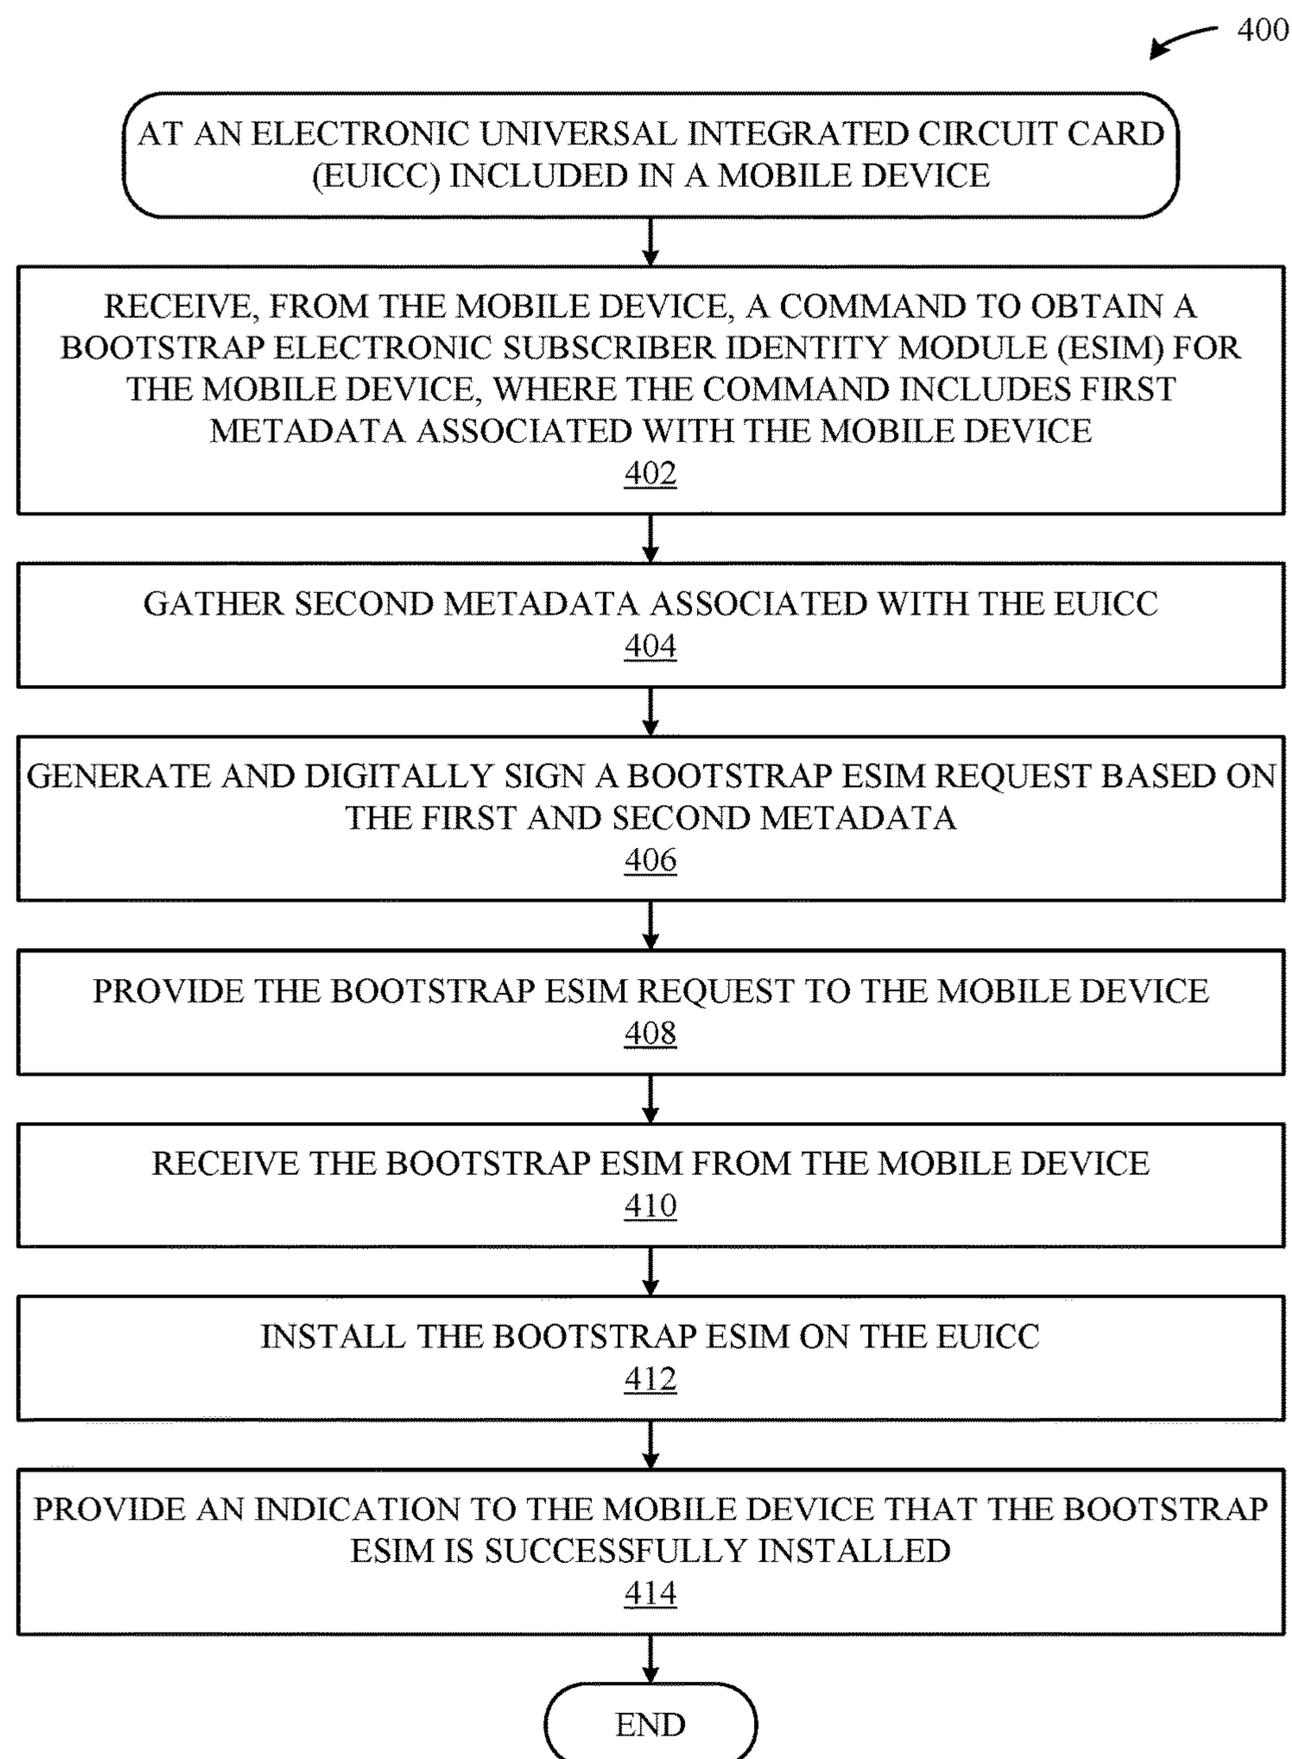 400
AT AN ELECTRONIC UNIVERSAL INTEGRATED CIRCUIT CARD
(EUICC) INCLUDED IN A MOBILE DEVICE
RECEIVE, FROM THE MOBILE DEVICE, A COMMAND TO OBTAIN A
BOOTSTRAP ELECTRONIC SUBSCRIBER IDENTITY MODULE (ESIM) FOR
THE MOBILE DEVICE, WHERE THE COMMAND INCLUDES FIRST
METADATA ASSOCIATED WITH THE MOBILE DEVICE
402
GATHER SECOND METADATA ASSOCIATED WITH THE EUICC
404
GENERATE AND DIGITALLY SIGN A BOOTSTRAP ESIM REQUEST BASED ON
THE FIRST AND SECOND METADATA
406
PROVIDE THE BOOTSTRAP ESIM REQUEST TO THE MOBILE DEVICE
408
RECEIVE THE BOOTSTRAP ESIM FROM THE MOBILE DEVICE
410
INSTALL THE BOOTSTRAP ESIM ON THE EUICC
412
PROVIDE AN INDICATION TO THE MOBILE DEVICE THAT THE BOOTSTRAP
ESIM IS SUCCESSFULLY INSTALLED
414
END